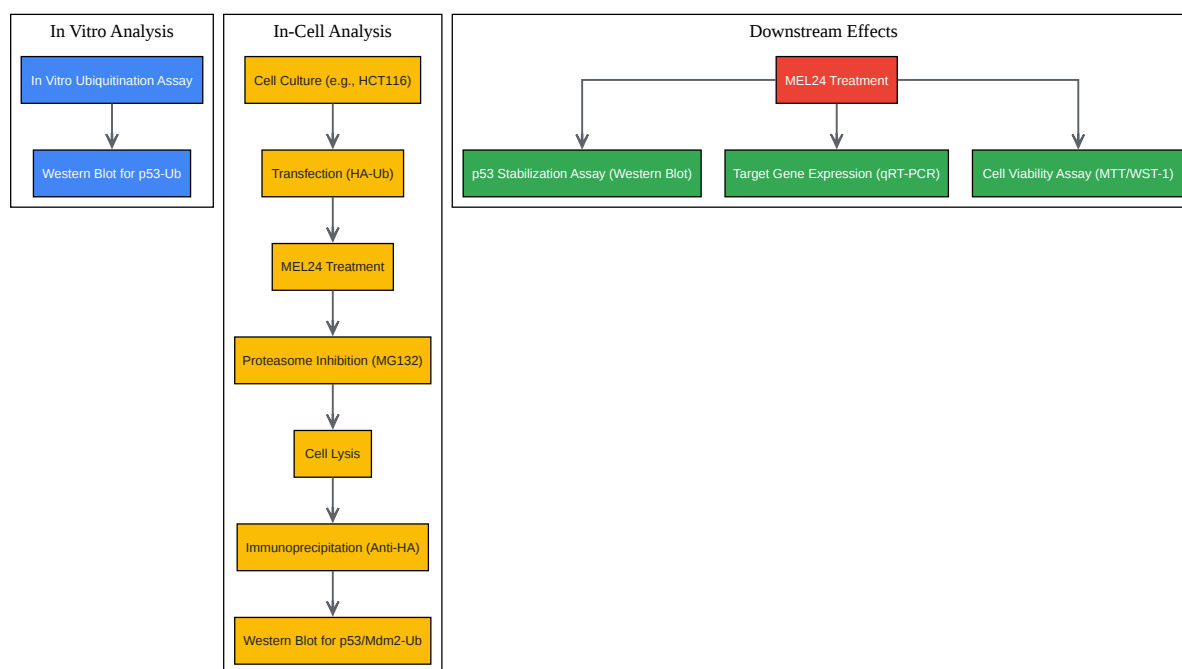 In Vitro Analysis
In Vitro Ubiquitination Assay
Western Blot for p53-Ub
In-Cell Analysis
Cell Culture (e.g., HCT116)
Transfection (HA-Ub)
MEL24 Treatment
Proteasome Inhibition (MG132)
Cell Lysis
Immunoprecipitation (Anti-HA)
Western Blot for p53/Mdm2-Ub
Downstream Effects
MEL24 Treatment
p53 Stabilization Assay (Western Blot)
Target Gene Expression (qRT-PCR)
Cell Viability Assay (MTT/WST-1)